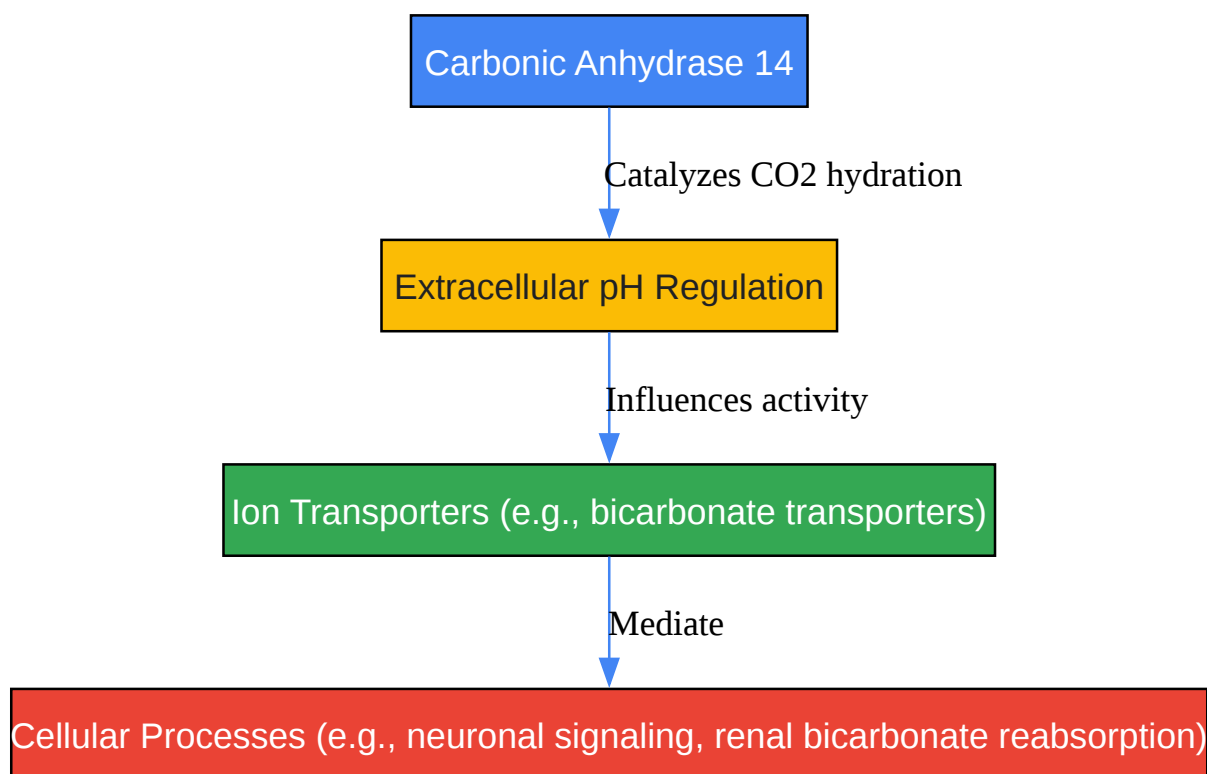 Carbonic Anhydrase 14
Catalyzes CO2 hydration
Extracellular pH Regulation
Influences activity
Ion Transporters (e.g., bicarbonate transporters)
Mediate
Cellular Processes (e.g., neuronal signaling, renal bicarbonate reabsorption)